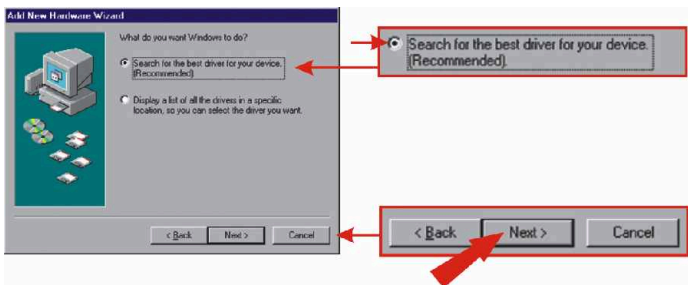 Add New Hardware Wizard
What do you want Windows to do?
Search for the best driver for your device.
(Recommended).
Display a list of all the drivers in a specific
location, so you can select the driver you want.
< Back
Next >
Cancel
Search for the best driver for your device.
(Recommended).
< Back
Next >
Cancel